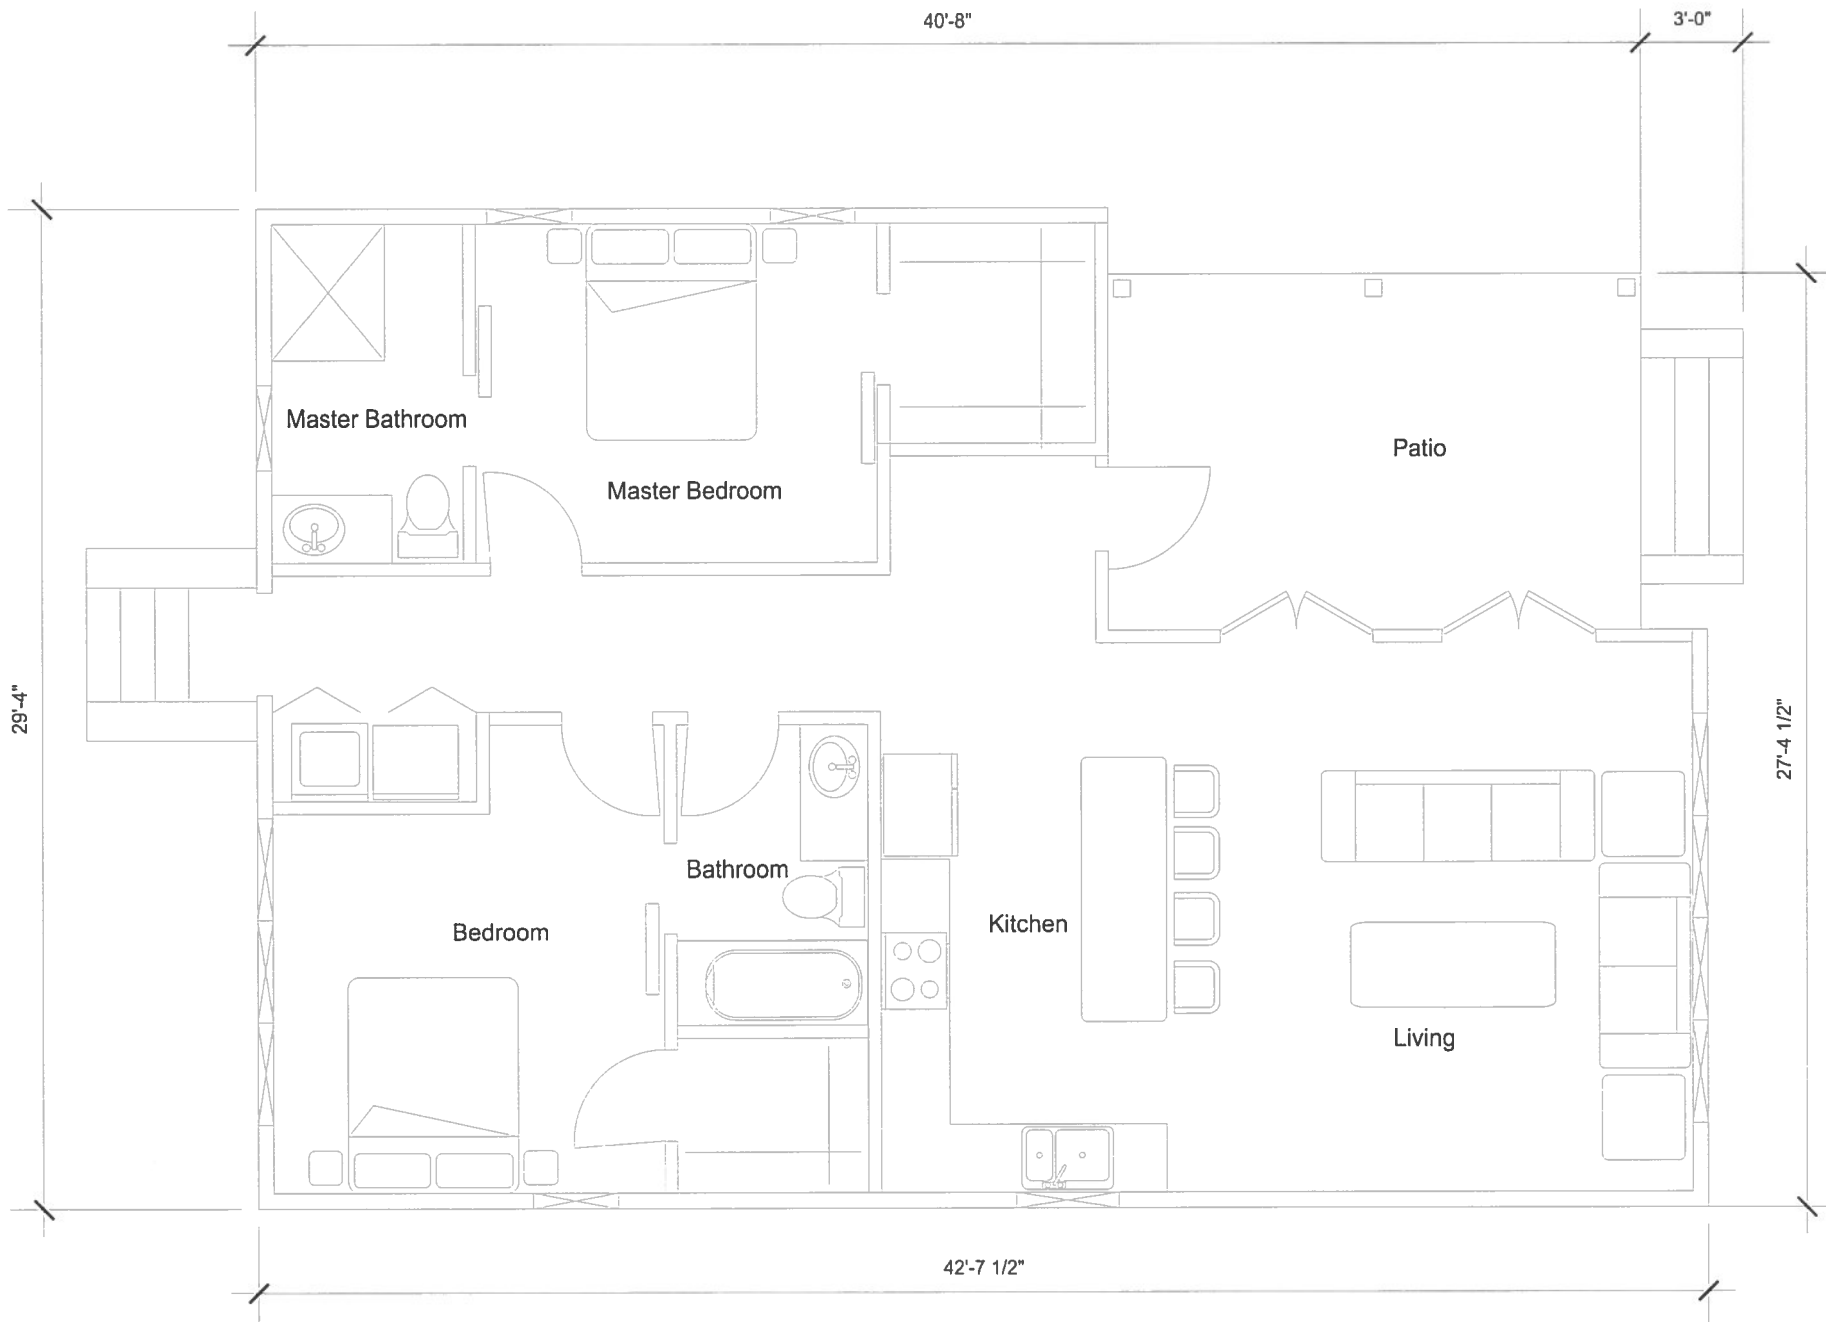 40'-8"
3'-0"
Master Bathroom
Patio
Master Bedroom
29'-4"
27'-4 1/2"
Bathroom
Kitchen
Bedroom
Living
42'-7 1/2"